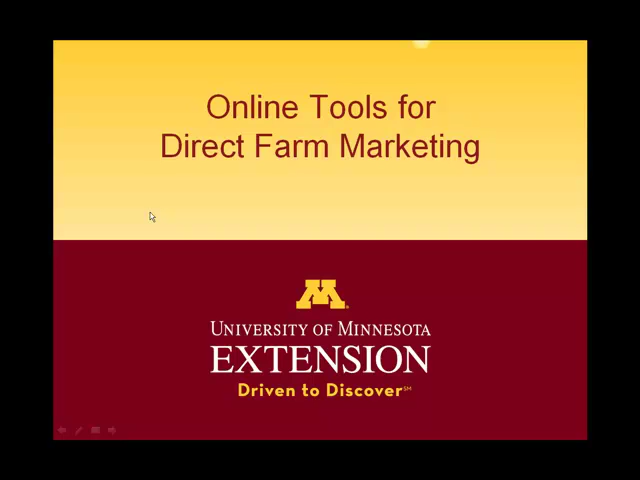 Online Tools for
Direct Farm Marketing
M
UNIVERSITY OF MINNESOTA
EXTENSION
Driven to Discover℠